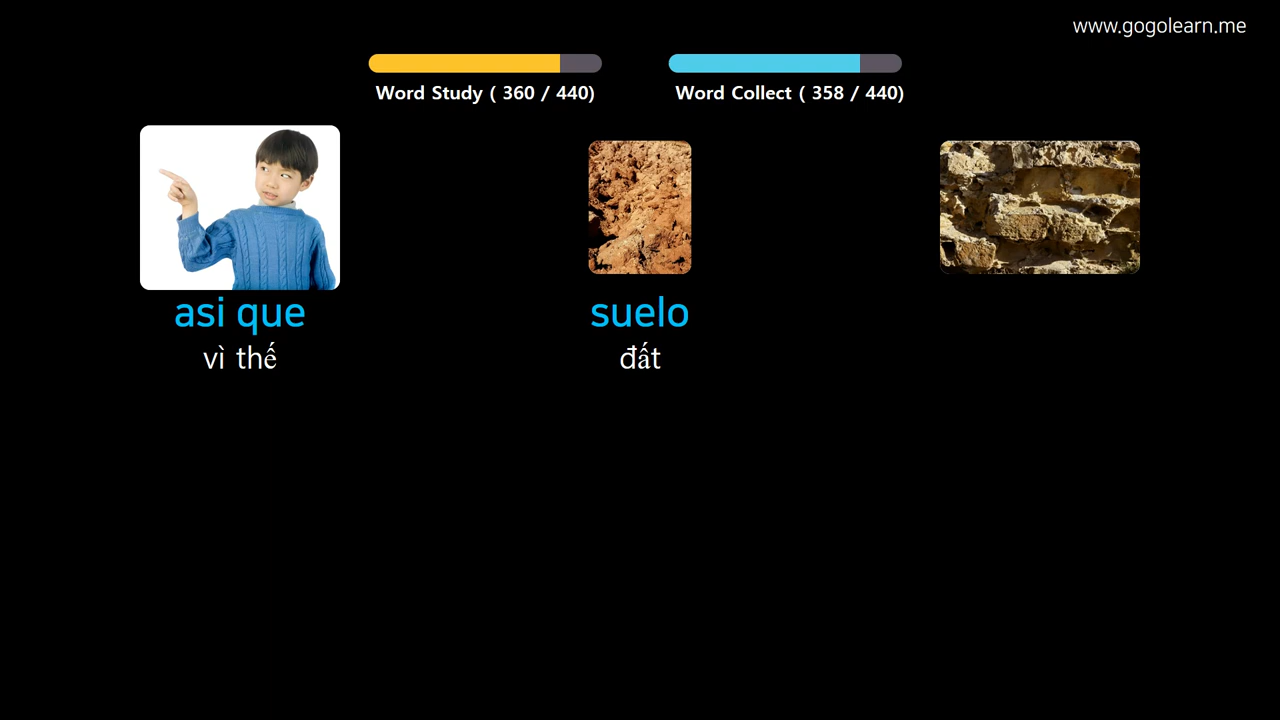 www.gogolearn.me
Word Study ( 360 / 440)
Word Collect ( 358 / 440)
asi que
suelo
vì thế
đất